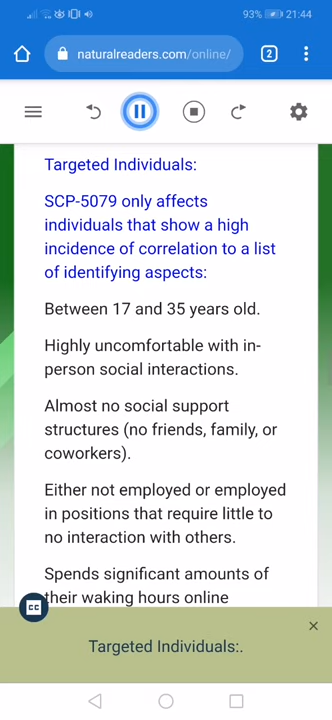 93% 21:44
naturalreaders.com/online/
2
Targeted Individuals:
SCP-5079 only affects
individuals that show a high
incidence of correlation to a list
of identifying aspects:
Between 17 and 35 years old.
Highly uncomfortable with in-
person social interactions.
Almost no social support
structures (no friends, family, or
coworkers).
Either not employed or employed
in positions that require little to
no interaction with others.
Spends significant amounts of
their waking hours online
CC
Targeted Individuals:.